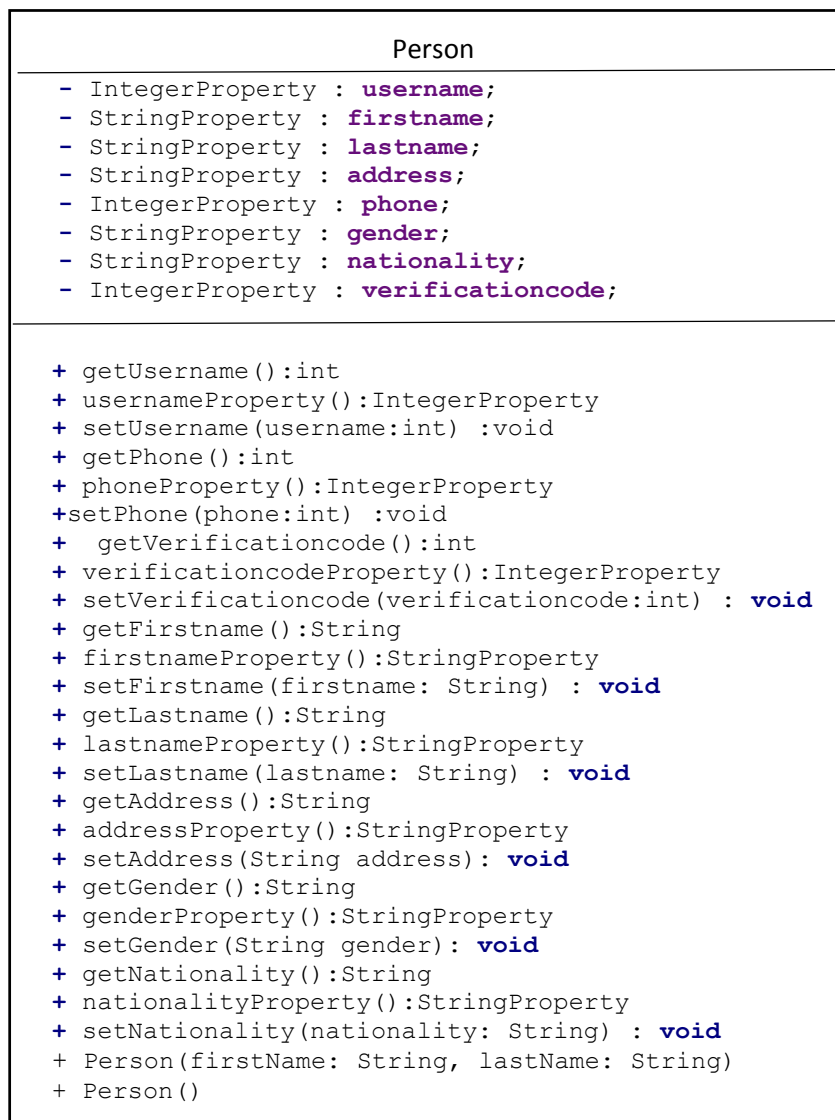 Person
- IntegerProperty : username;
- StringProperty : firstname;
- StringProperty : lastname;
- StringProperty : address;
- IntegerProperty : phone;
- StringProperty : gender;
- StringProperty : nationality;
- IntegerProperty : verificationcode;
+ getUsername():int
+ usernameProperty():IntegerProperty
+ setUsername(username:int) :void
+ getPhone():int
+ phoneProperty():IntegerProperty
+setPhone(phone:int) :void
+  getVerificationcode():int
+ verificationcodeProperty():IntegerProperty
+ setVerificationcode(verificationcode:int) : void
+ getFirstname():String
+ firstnameProperty():StringProperty
+ setFirstname(firstname: String) : void
+ getLastname():String
+ lastnameProperty():StringProperty
+ setLastname(lastname: String) : void
+ getAddress():String
+ addressProperty():StringProperty
+ setAddress(String address): void
+ getGender():String
+ genderProperty():StringProperty
+ setGender(String gender): void
+ getNationality():String
+ nationalityProperty():StringProperty
+ setNationality(nationality: String) : void
+ Person(firstName: String, lastName: String)
+ Person()